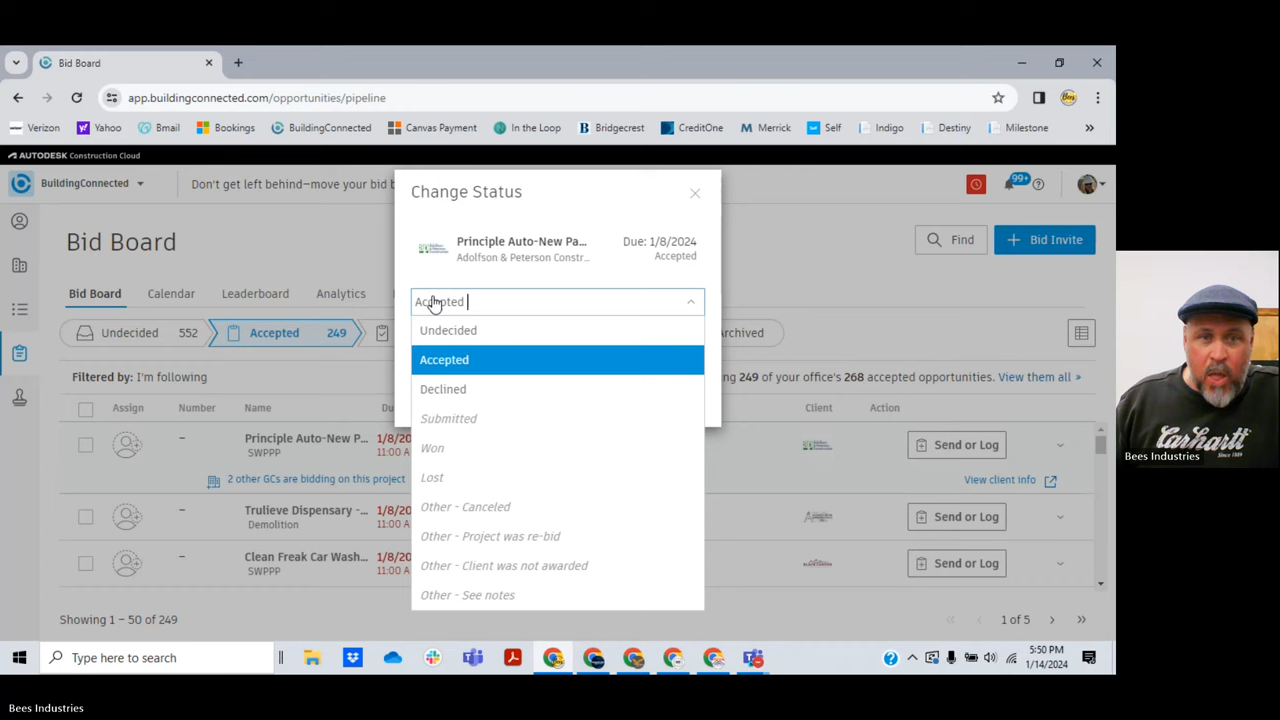 Bid Board
app.buildingconnected.com/opportunities/pipeline
Verizon Yahoo Bmail Bookings BuildingConnected Canvas Payment In the Loop Bridgecrest CreditOne Merrick Self Indigo Destiny Milestone
AUTODESK Construction Cloud
BuildingConnected Don't get left behind—move your bid b
99+
Change Status
Principle Auto-New Pa... Due: 1/8/2024
Adolfson & Peterson Constr... Accepted
Bid Board
Find
Bid Invite
Bid Board Calendar Leaderboard Analytics
Accepted
Undecided 552 Accepted 249
Archived
Undecided
Accepted
Declined
Submitted
Won
Lost
Other - Canceled
Other - Project was re-bid
Other - Client was not awarded
Other - See notes
Filtered by: I'm following
ng 249 of your office's 268 accepted opportunities. View them all »
Assign Number Name Du Client Action
– Principle Auto-New P... 1/8/20 Send or Log
SWPPP 11:00 A
2 other GCs are bidding on this project View client info
– Trulieve Dispensary -... 1/8/20 Send or Log
Demolition 11:00 A
– Clean Freak Car Wash... 1/8/20 Send or Log
SWPPP 11:00 A
Showing 1 – 50 of 249
1 of 5
Type here to search
5:50 PM
1/14/2024
Carhartt
Since 1889
Bees Industries
Bees Industries